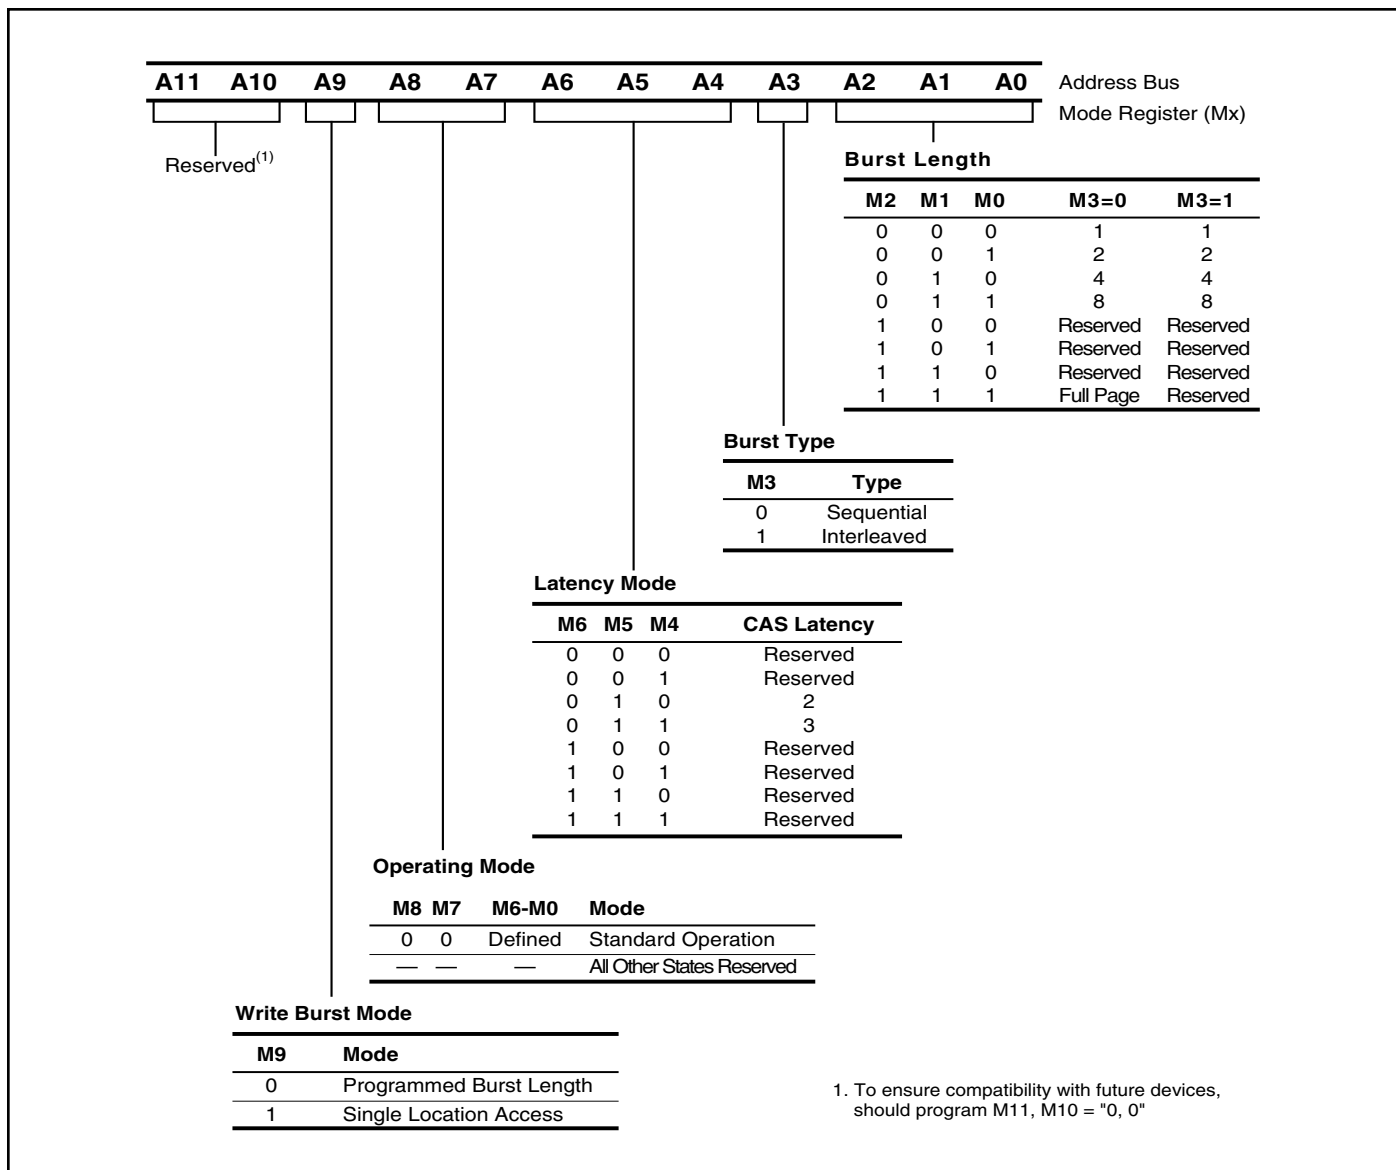 A11 A10 A9 A8 A7 A6 A5 A4 A3 A2 A1 A0 Address Bus
Mode Register (Mx)
Reserved(1)
Burst Length
M2 M1 M0 M3=0 M3=1
0 0 0 1 1
0 0 1 2 2
0 1 0 4 4
0 1 1 8 8
1 0 0 Reserved Reserved
1 0 1 Reserved Reserved
1 1 0 Reserved Reserved
1 1 1 Full Page Reserved
Burst Type
M3 Type
0 Sequential
1 Interleaved
Latency Mode
M6 M5 M4 CAS Latency
0 0 0 Reserved
0 0 1 Reserved
0 1 0 2
0 1 1 3
1 0 0 Reserved
1 0 1 Reserved
1 1 0 Reserved
1 1 1 Reserved
Operating Mode
M8 M7 M6-M0 Mode
0 0 Defined Standard Operation
— — — All Other States Reserved
Write Burst Mode
M9 Mode
0 Programmed Burst Length
1 Single Location Access
1. To ensure compatibility with future devices,
should program M11, M10 = "0, 0"